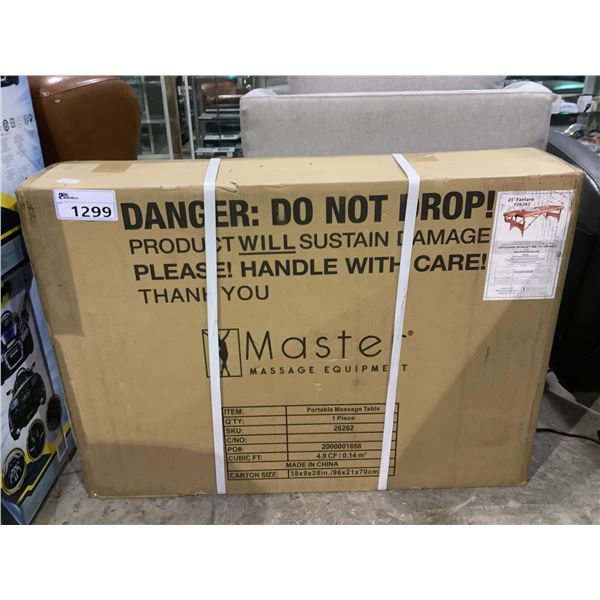 1299
DANGER: DO NOT DROP!
PRODUCT WILL SUSTAIN DAMAGE
PLEASE! HANDLE WITH CARE!
THANK YOU
25" Fairlane
#26262
Master®
MASSAGE EQUIPMENT
ITEM: Portable Massage Table
Q'TY: 1 Piece
SKU: 26262
C/NO:
PO#: 2000001658
CUBIC FT: 4.9 CF / 0.14 m³
MADE IN CHINA
CARTON SIZE: 38x9x28in./96x21x70cm